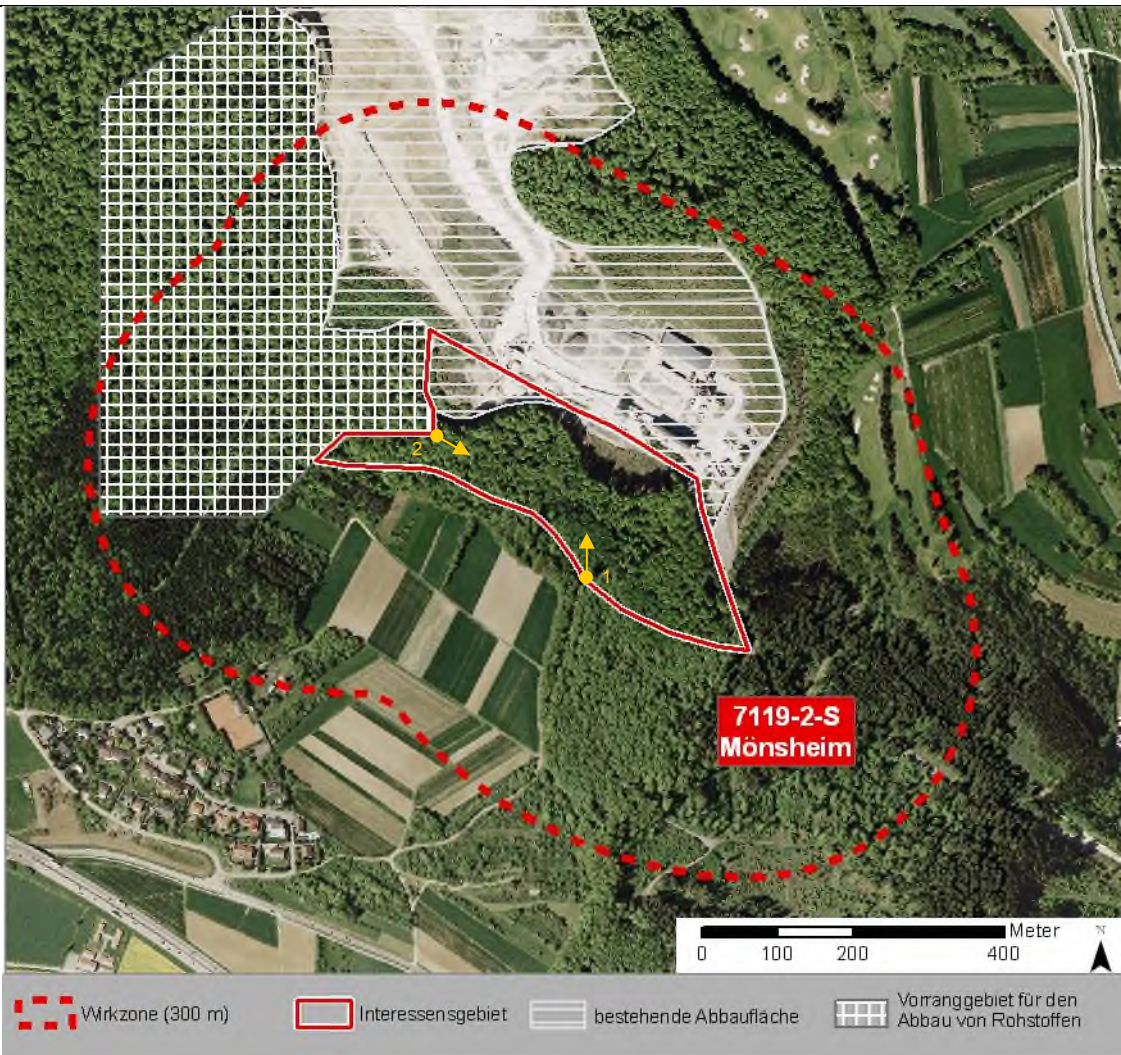 2
1
7119-2-S
Mönsheim
Meter
0 100 200 400
N
Wirkzone (300 m)
Interessensgebiet
bestehende Abbaufläche
Vorranggebiet für den
Abbau von Rohstoffen